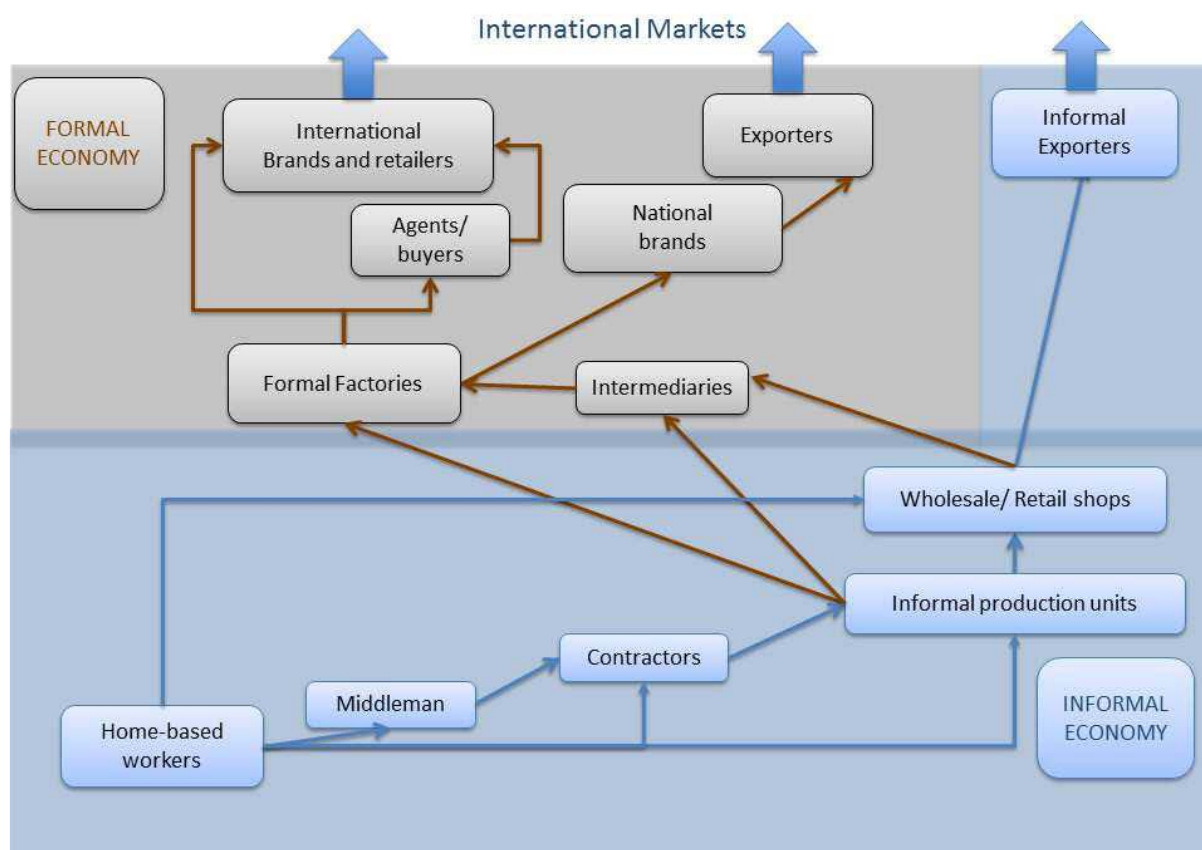 International Markets
FORMAL
ECONOMY
International
Brands and retailers
Exporters
Informal
Exporters
Agents/
buyers
National
brands
Formal Factories
Intermediaries
Wholesale/ Retail shops
Informal production units
Contractors
Middleman
Home-based
workers
INFORMAL
ECONOMY